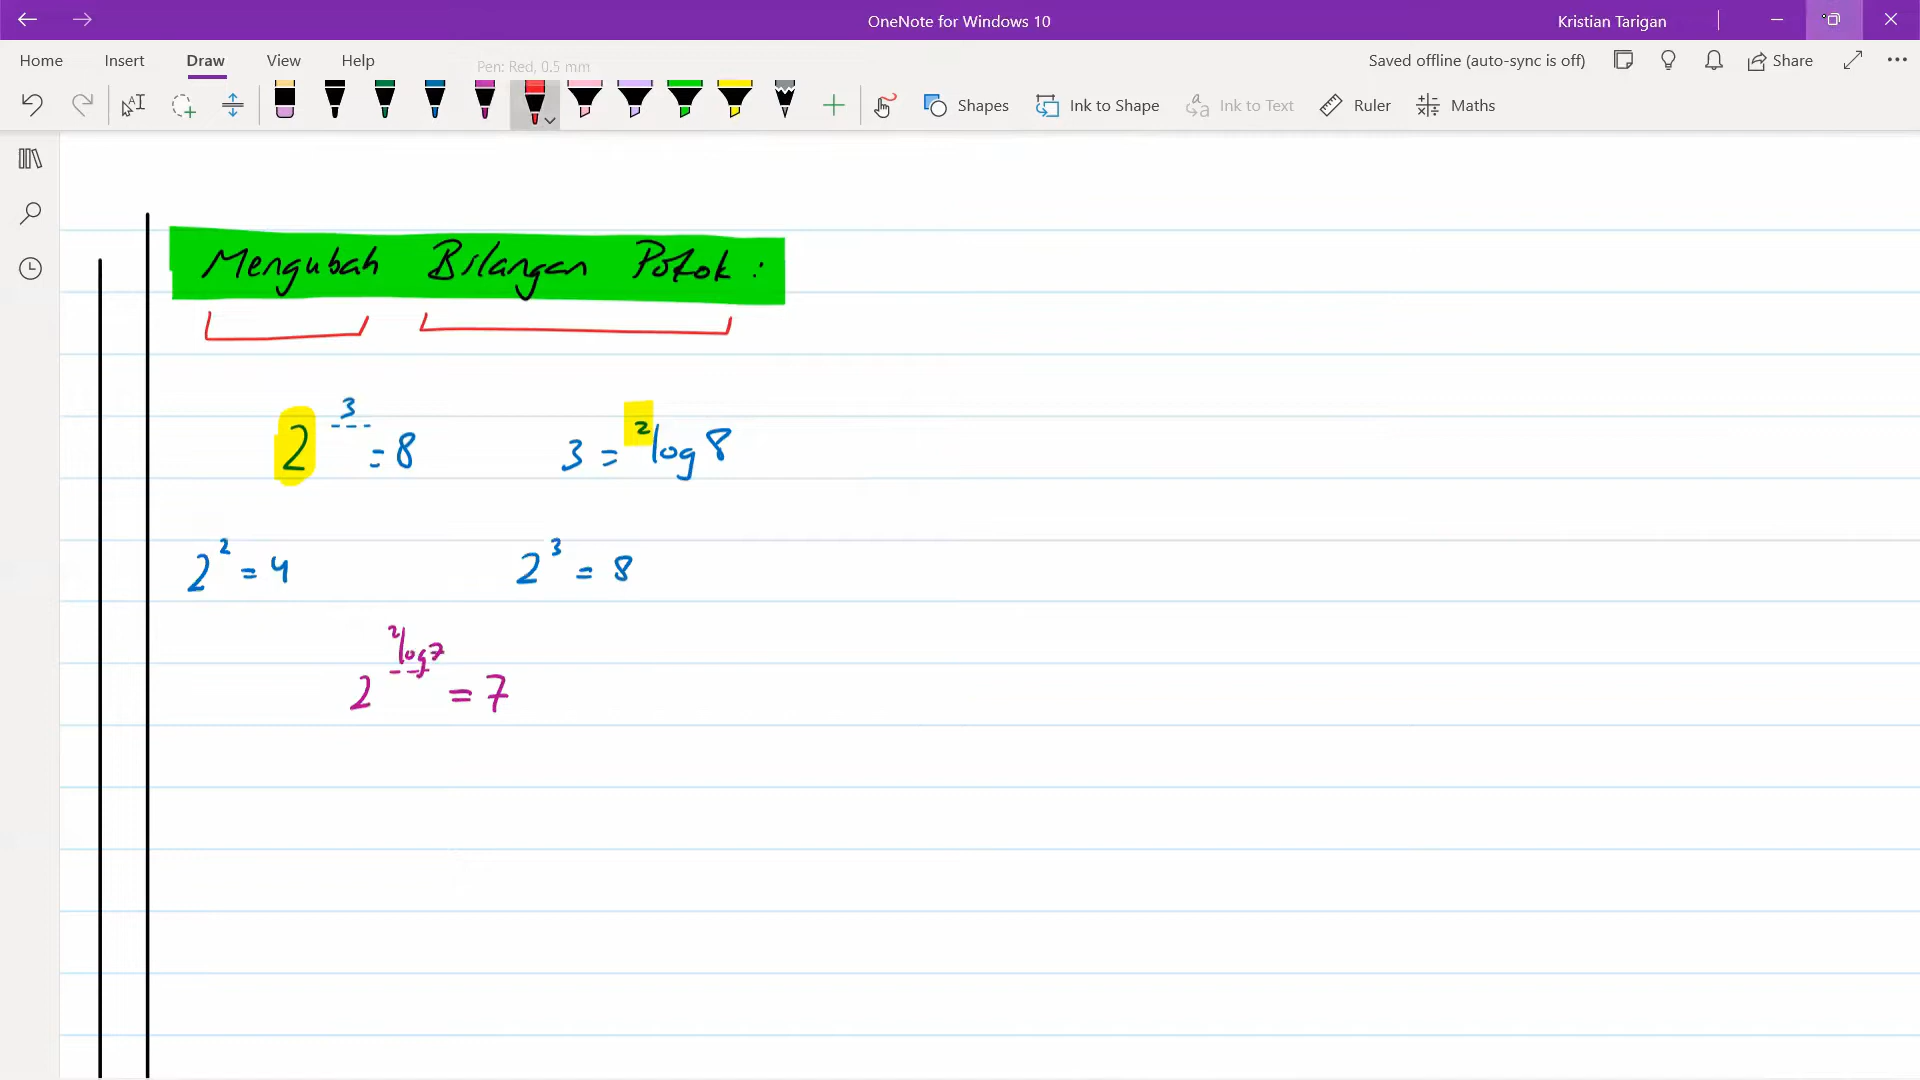 OneNote for Windows 10
Kristian Tarigan
Home Insert Draw View Help
Saved offline (auto-sync is off) Share
Pen: Red, 0.5 mm
Shapes Ink to Shape Ink to Text Ruler Maths
Mengubah Bilangan Pokok :
2³ = 8 3 = ²log 8
2² = 4 2³ = 8
2^(²log 7) = 7